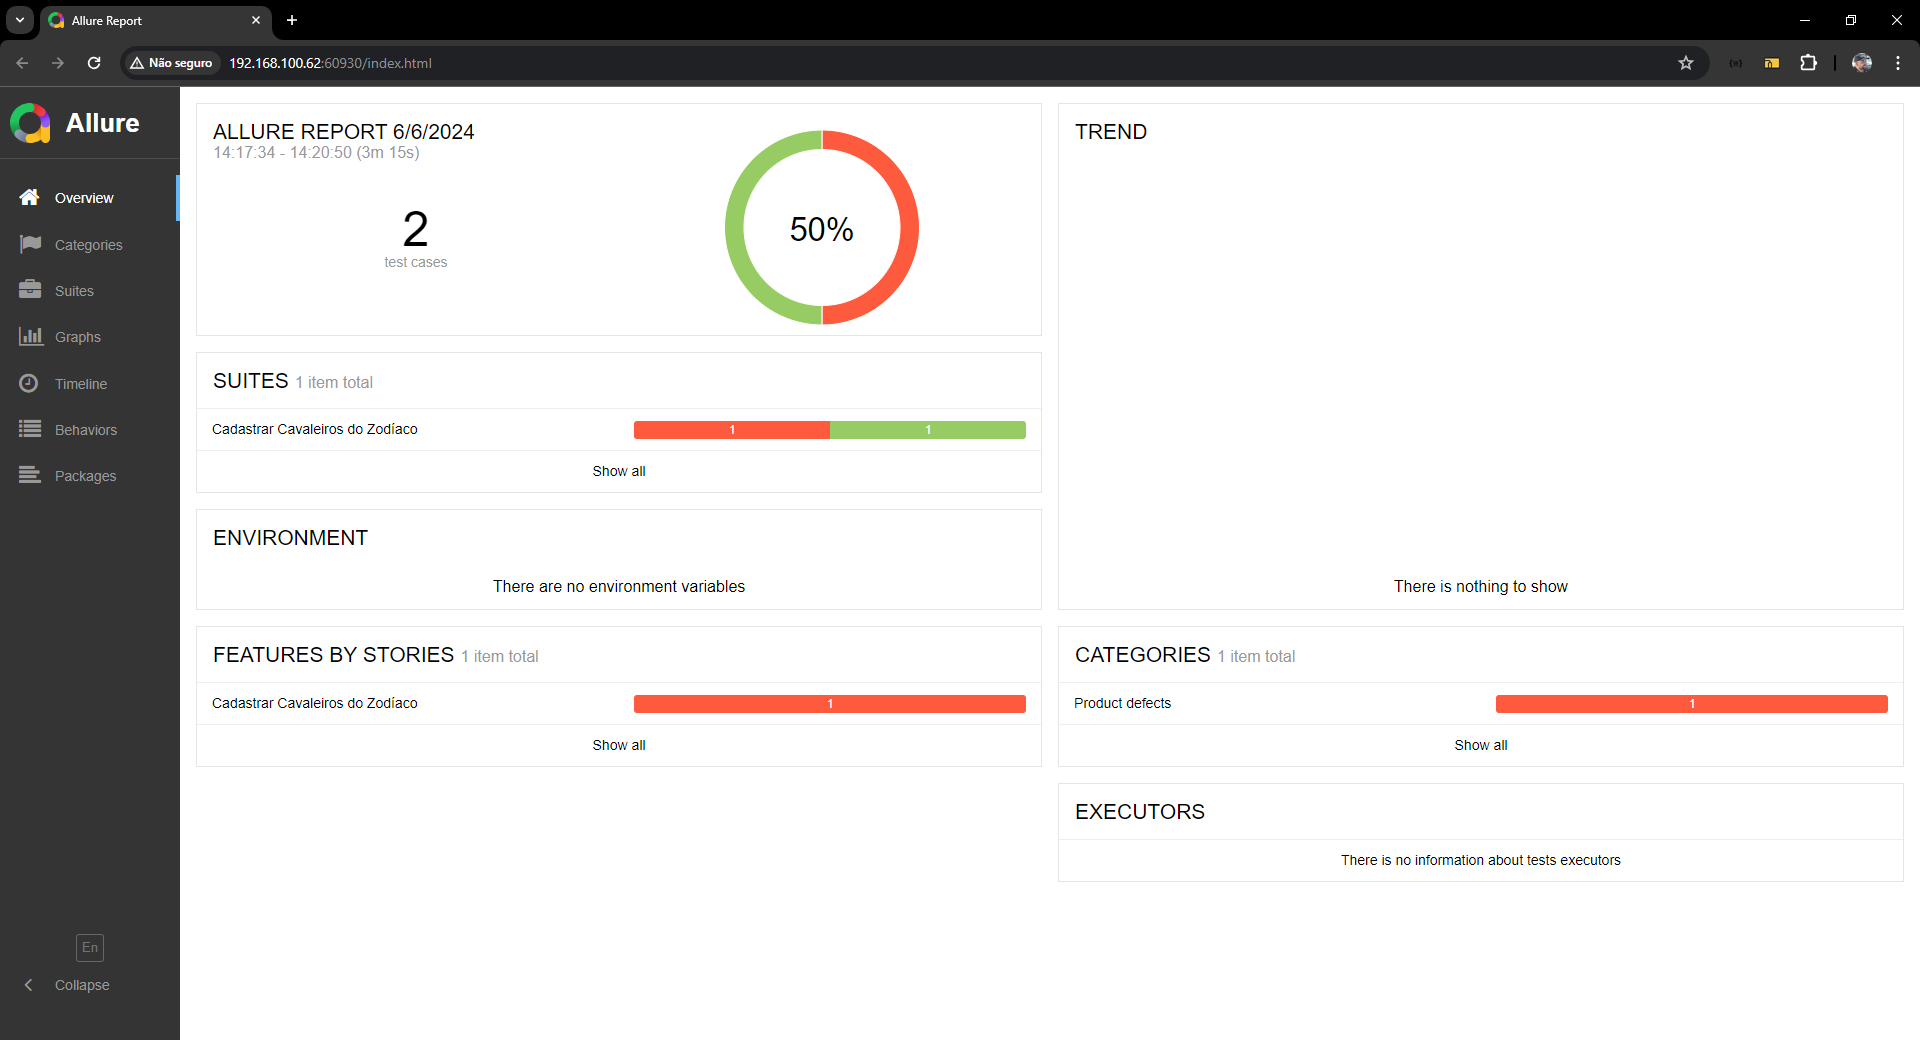 Allure Report
Não seguro
192.168.100.62:60930/index.html
Allure
Overview
Categories
Suites
Graphs
Timeline
Behaviors
Packages
En
Collapse
ALLURE REPORT 6/6/2024
14:17:34 - 14:20:50 (3m 15s)
2
test cases
50%
SUITES 1 item total
Cadastrar Cavaleiros do Zodíaco
1 1
Show all
ENVIRONMENT
There are no environment variables
FEATURES BY STORIES 1 item total
Cadastrar Cavaleiros do Zodíaco
1
Show all
TREND
There is nothing to show
CATEGORIES 1 item total
Product defects
1
Show all
EXECUTORS
There is no information about tests executors